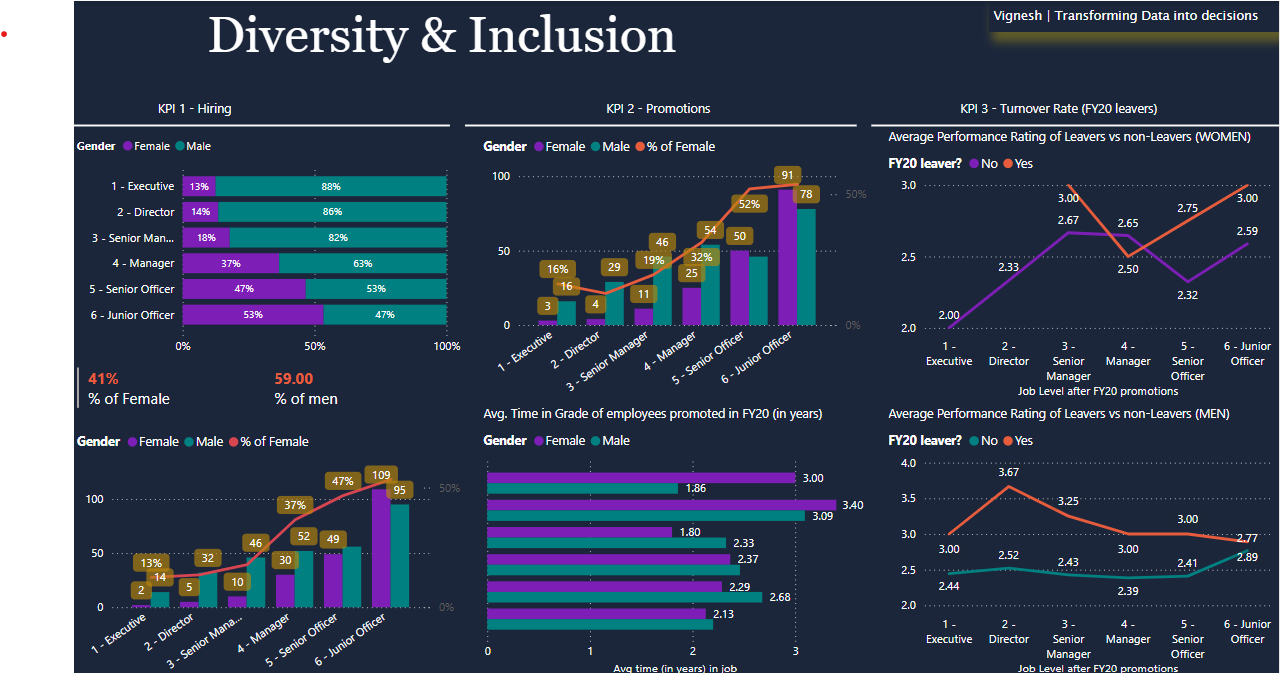 Diversity & Inclusion
Vignesh | Transforming Data into decisions
KPI 1 - Hiring
Gender Female Male
1 - Executive 13% 88%
2 - Director 14% 86%
3 - Senior Man... 18% 82%
4 - Manager 37% 63%
5 - Senior Officer 47% 53%
6 - Junior Officer 53% 47%
0% 50% 100%
41%
% of Female
59.00
% of men
Gender Female Male % of Female
100
50
0
50%
0%
13%
2
14
5
32
10
46
37%
30
52
47%
49
109
95
1 - Executive
2 - Director
3 - Senior Mana...
4 - Manager
5 - Senior Officer
6 - Junior Officer
KPI 2 - Promotions
Gender Female Male % of Female
100
50
0
50%
0%
16%
3
16
4
29
11
19%
46
25
32%
54
50
52%
91
78
1 - Executive
2 - Director
3 - Senior Manager
4 - Manager
5 - Senior Officer
6 - Junior Officer
Avg. Time in Grade of employees promoted in FY20 (in years)
Gender Female Male
3.00
1.86
3.40
3.09
1.80
2.33
2.37
2.29
2.68
2.13
0 1 2 3
Avg time (in years) in job
KPI 3 - Turnover Rate (FY20 leavers)
Average Performance Rating of Leavers vs non-Leavers (WOMEN)
FY20 leaver? No Yes
3.0
2.5
2.0
2.00
2.33
3.00
2.67
2.65
2.50
2.75
2.32
3.00
2.59
1 - Executive
2 - Director
3 - Senior Manager
4 - Manager
5 - Senior Officer
6 - Junior Officer
Job Level after FY20 promotions
Average Performance Rating of Leavers vs non-Leavers (MEN)
FY20 leaver? No Yes
4.0
3.5
3.0
2.5
2.0
3.00
2.44
3.67
2.52
3.25
2.43
3.00
2.39
3.00
2.41
2.77
2.89
1 - Executive
2 - Director
3 - Senior Manager
4 - Manager
5 - Senior Officer
6 - Junior Officer
Job Level after FY20 promotions